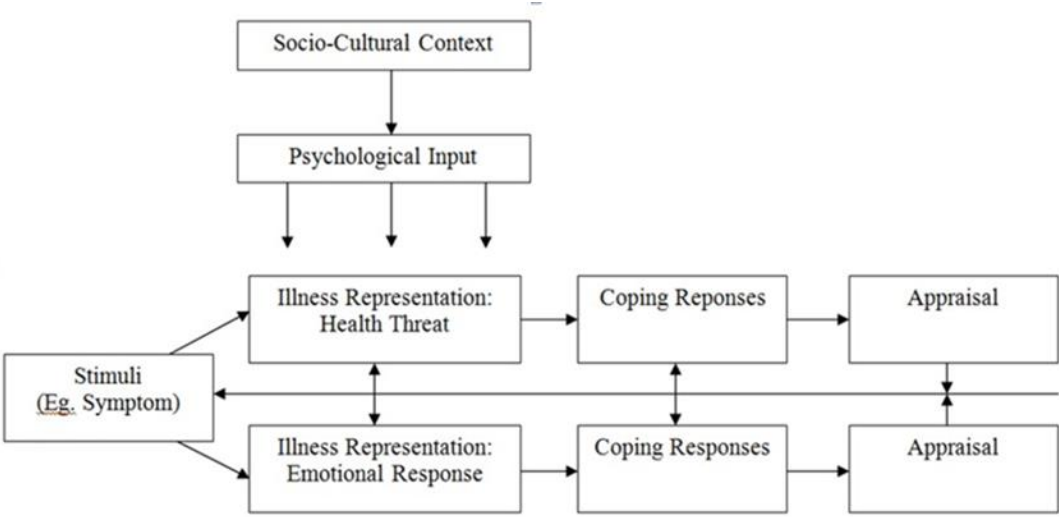 Socio-Cultural Context
Psychological Input
Illness Representation:
Health Threat
Coping Reponses
Appraisal
Stimuli
(Eg. Symptom)
Illness Representation:
Emotional Response
Coping Responses
Appraisal